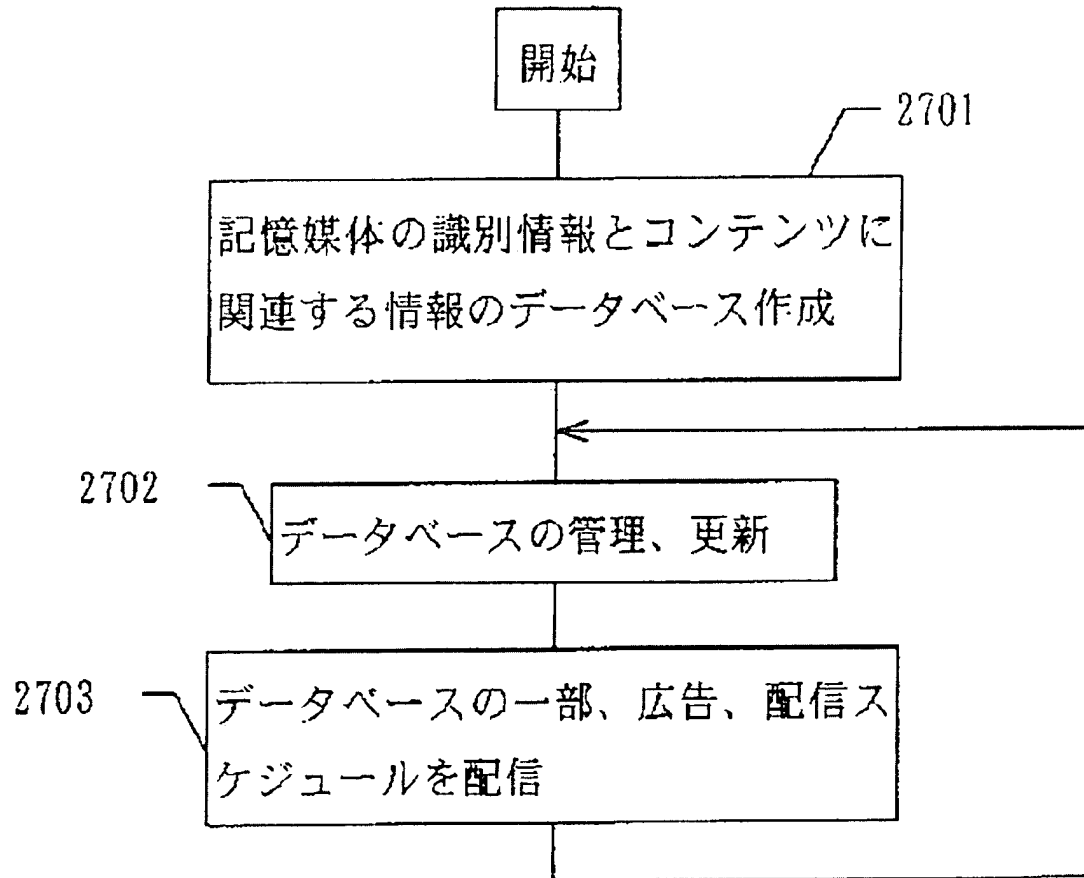 開始
2701
記憶媒体の識別情報とコンテンツに
関連する情報のデータベース作成
2702
データベースの管理、更新
2703
データベースの一部、広告、配信ス
ケジュールを配信